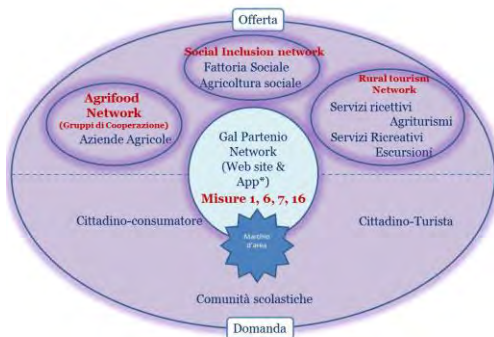 Offerta
Social Inclusion network
Fattoria Sociale
Agricoltura sociale
Agrifood
Network
(Gruppi di Cooperazione)
Aziende Agricole
Rural tourism
Network
Servizi ricettivi
Agriturismi
Servizi Ricreativi
Escursioni
Gal Partenio
Network
(Web site &
App*)
Misure 1, 6, 7, 16
Cittadino-consumatore
Cittadino-Turista
Marchio
d'area
Comunità scolastiche
Domanda